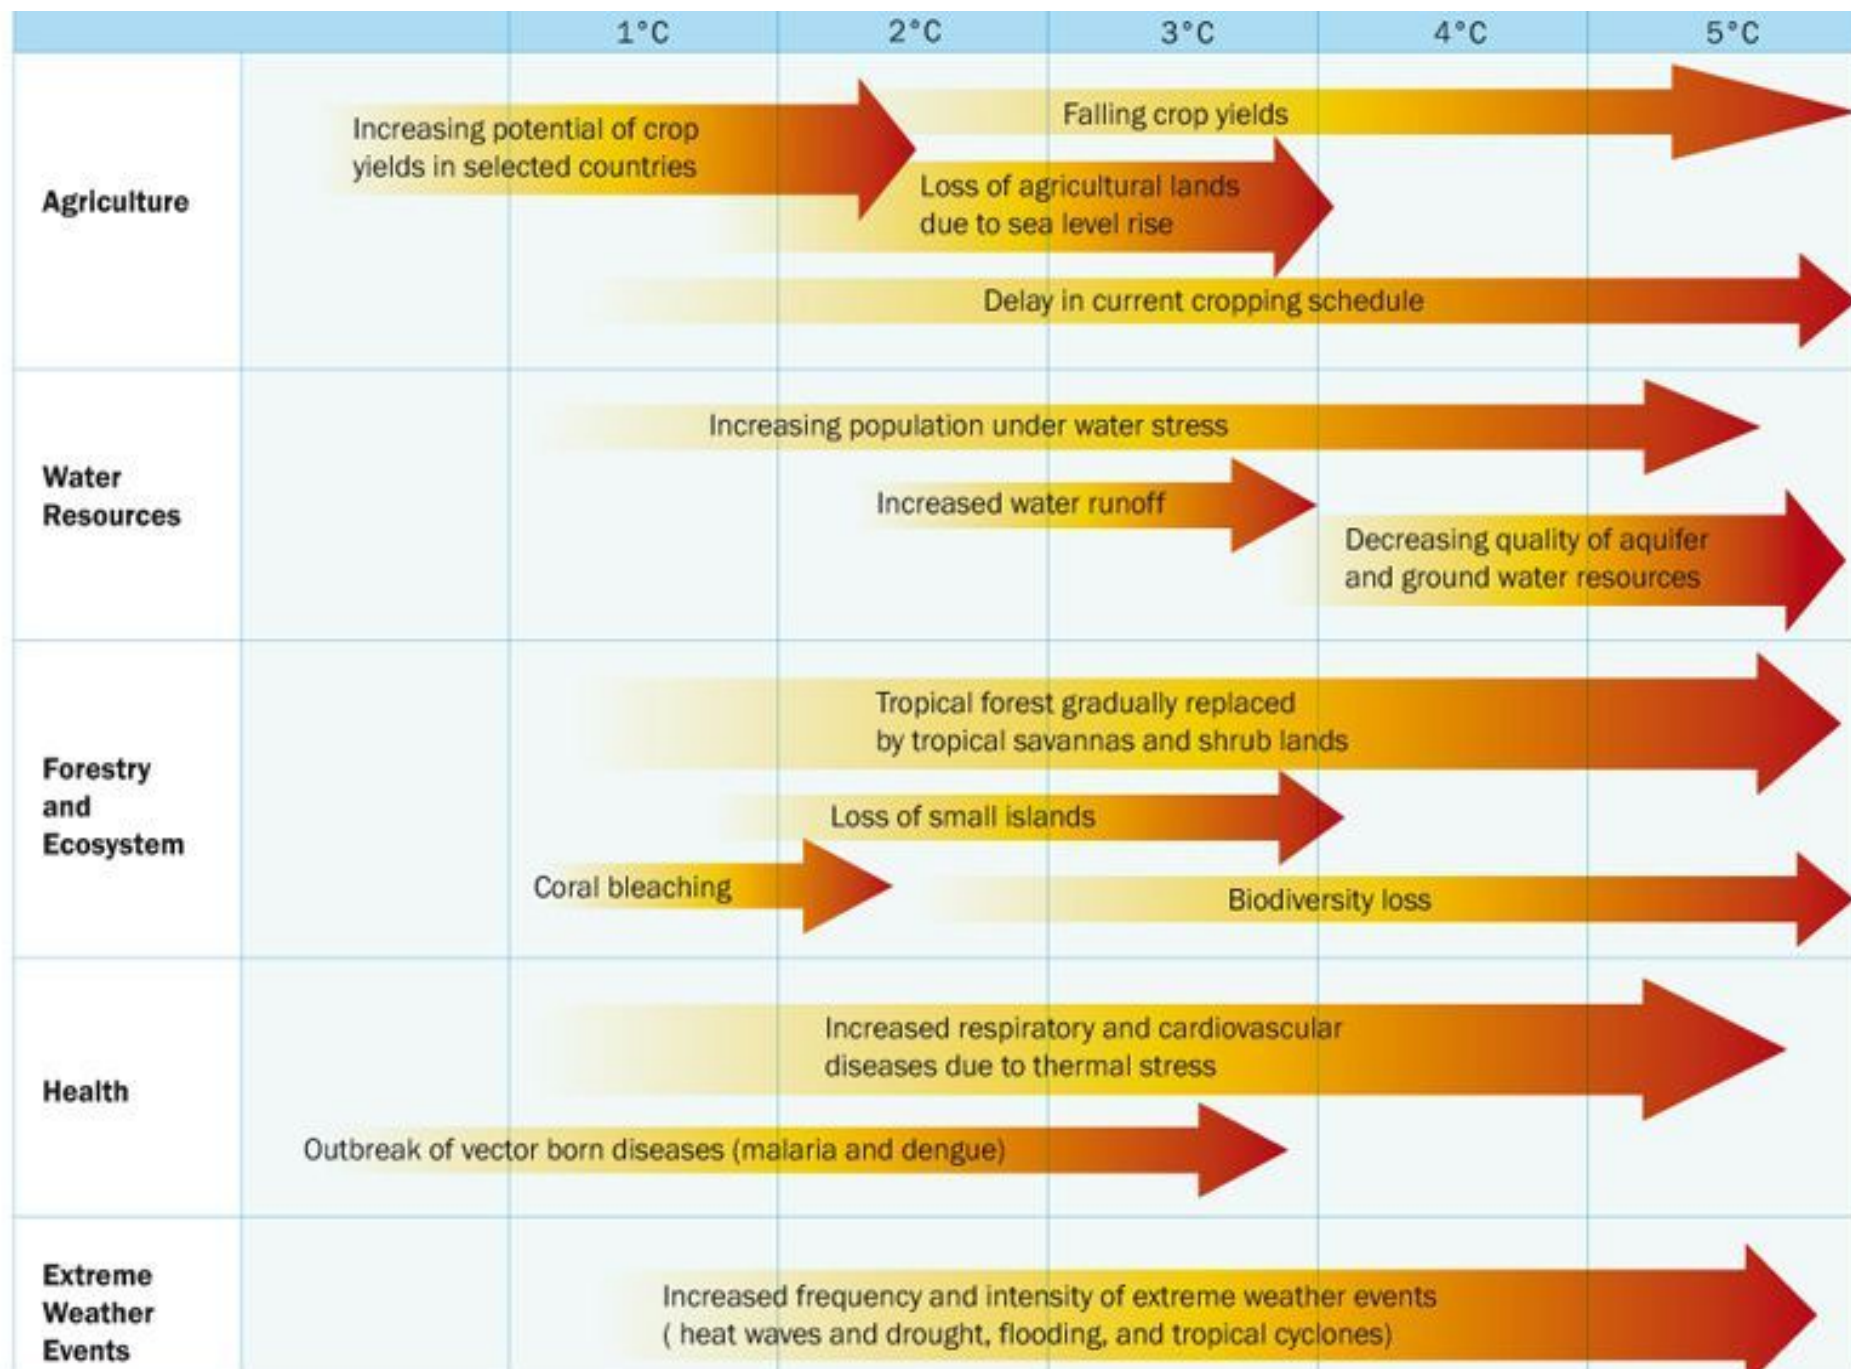 1°C 2°C 3°C 4°C 5°C
Agriculture
Increasing potential of crop
yields in selected countries
Falling crop yields
Loss of agricultural lands
due to sea level rise
Delay in current cropping schedule
Water
Resources
Increasing population under water stress
Increased water runoff
Decreasing quality of aquifer
and ground water resources
Forestry
and
Ecosystem
Tropical forest gradually replaced
by tropical savannas and shrub lands
Loss of small islands
Coral bleaching
Biodiversity loss
Health
Increased respiratory and cardiovascular
diseases due to thermal stress
Outbreak of vector born diseases (malaria and dengue)
Extreme
Weather
Events
Increased frequency and intensity of extreme weather events
( heat waves and drought, flooding, and tropical cyclones)